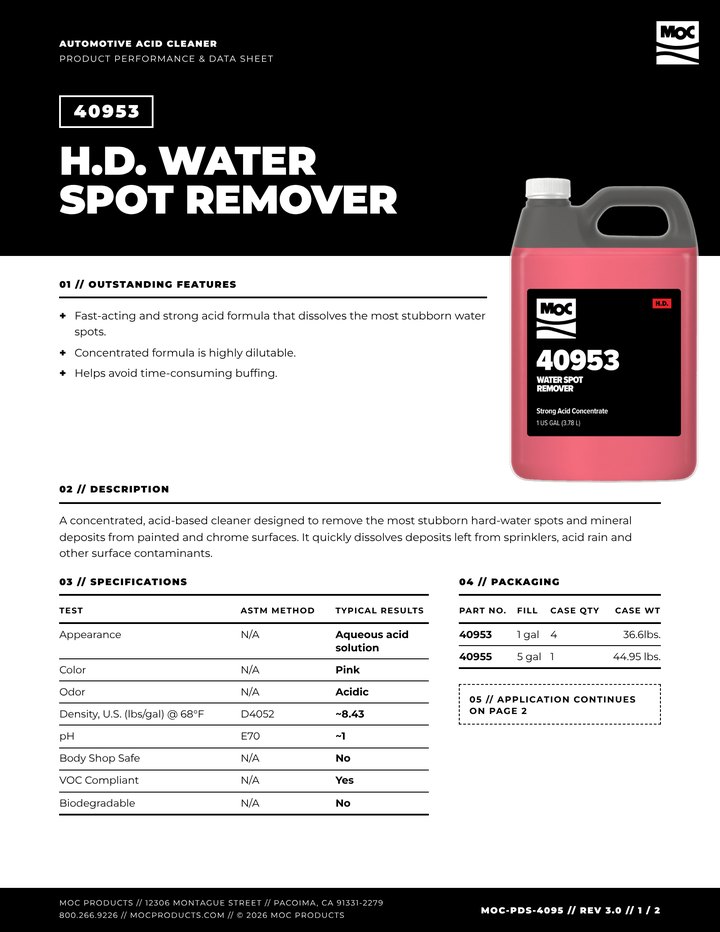 AUTOMOTIVE ACID CLEANER
PRODUCT PERFORMANCE & DATA SHEET
MOC
40953
H.D. WATER
SPOT REMOVER
01 // OUTSTANDING FEATURES
+ Fast-acting and strong acid formula that dissolves the most stubborn water
spots.
+ Concentrated formula is highly dilutable.
+ Helps avoid time-consuming buffing.
MOC
H.D.
40953
WATER SPOT
REMOVER
Strong Acid Concentrate
1 US GAL (3.78 L)
02 // DESCRIPTION
A concentrated, acid-based cleaner designed to remove the most stubborn hard-water spots and mineral
deposits from painted and chrome surfaces. It quickly dissolves deposits left from sprinklers, acid rain and
other surface contaminants.
03 // SPECIFICATIONS
TEST ASTM METHOD TYPICAL RESULTS
Appearance N/A Aqueous acid
solution
Color N/A Pink
Odor N/A Acidic
Density, U.S. (lbs/gal) @ 68°F D4052 ~8.43
pH E70 ~1
Body Shop Safe N/A No
VOC Compliant N/A Yes
Biodegradable N/A No
04 // PACKAGING
PART NO. FILL CASE QTY CASE WT
40953 1 gal 4 36.6lbs.
40955 5 gal 1 44.95 lbs.
05 // APPLICATION CONTINUES
ON PAGE 2
MOC PRODUCTS // 12306 MONTAGUE STREET // PACOIMA, CA 91331-2279
800.266.9226 // MOCPRODUCTS.COM // © 2026 MOC PRODUCTS
MOC-PDS-4095 // REV 3.0 // 1 / 2